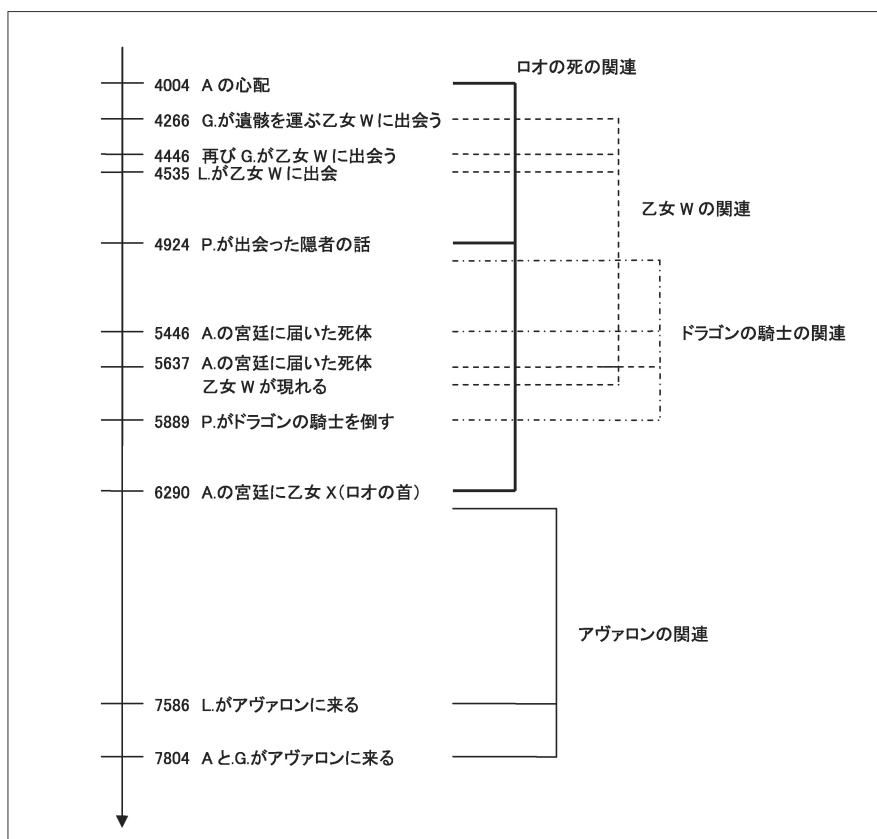 ロオの死の関連
4004 A の心配
4266 G.が遺骸を運ぶ乙女 W に出会う
4446 再び G.が乙女 W に出会う
4535 L.が乙女 W に出会
乙女 W の関連
4924 P.が出会った隠者の話
5446 A.の宮廷に届いた死体
ドラゴンの騎士の関連
5637 A.の宮廷に届いた死体
乙女 W が現れる
5889 P.がドラゴンの騎士を倒す
6290 A.の宮廷に乙女 X(ロオの首)
アヴァロンの関連
7586 L.がアヴァロンに来る
7804 A と.G.がアヴァロンに来る